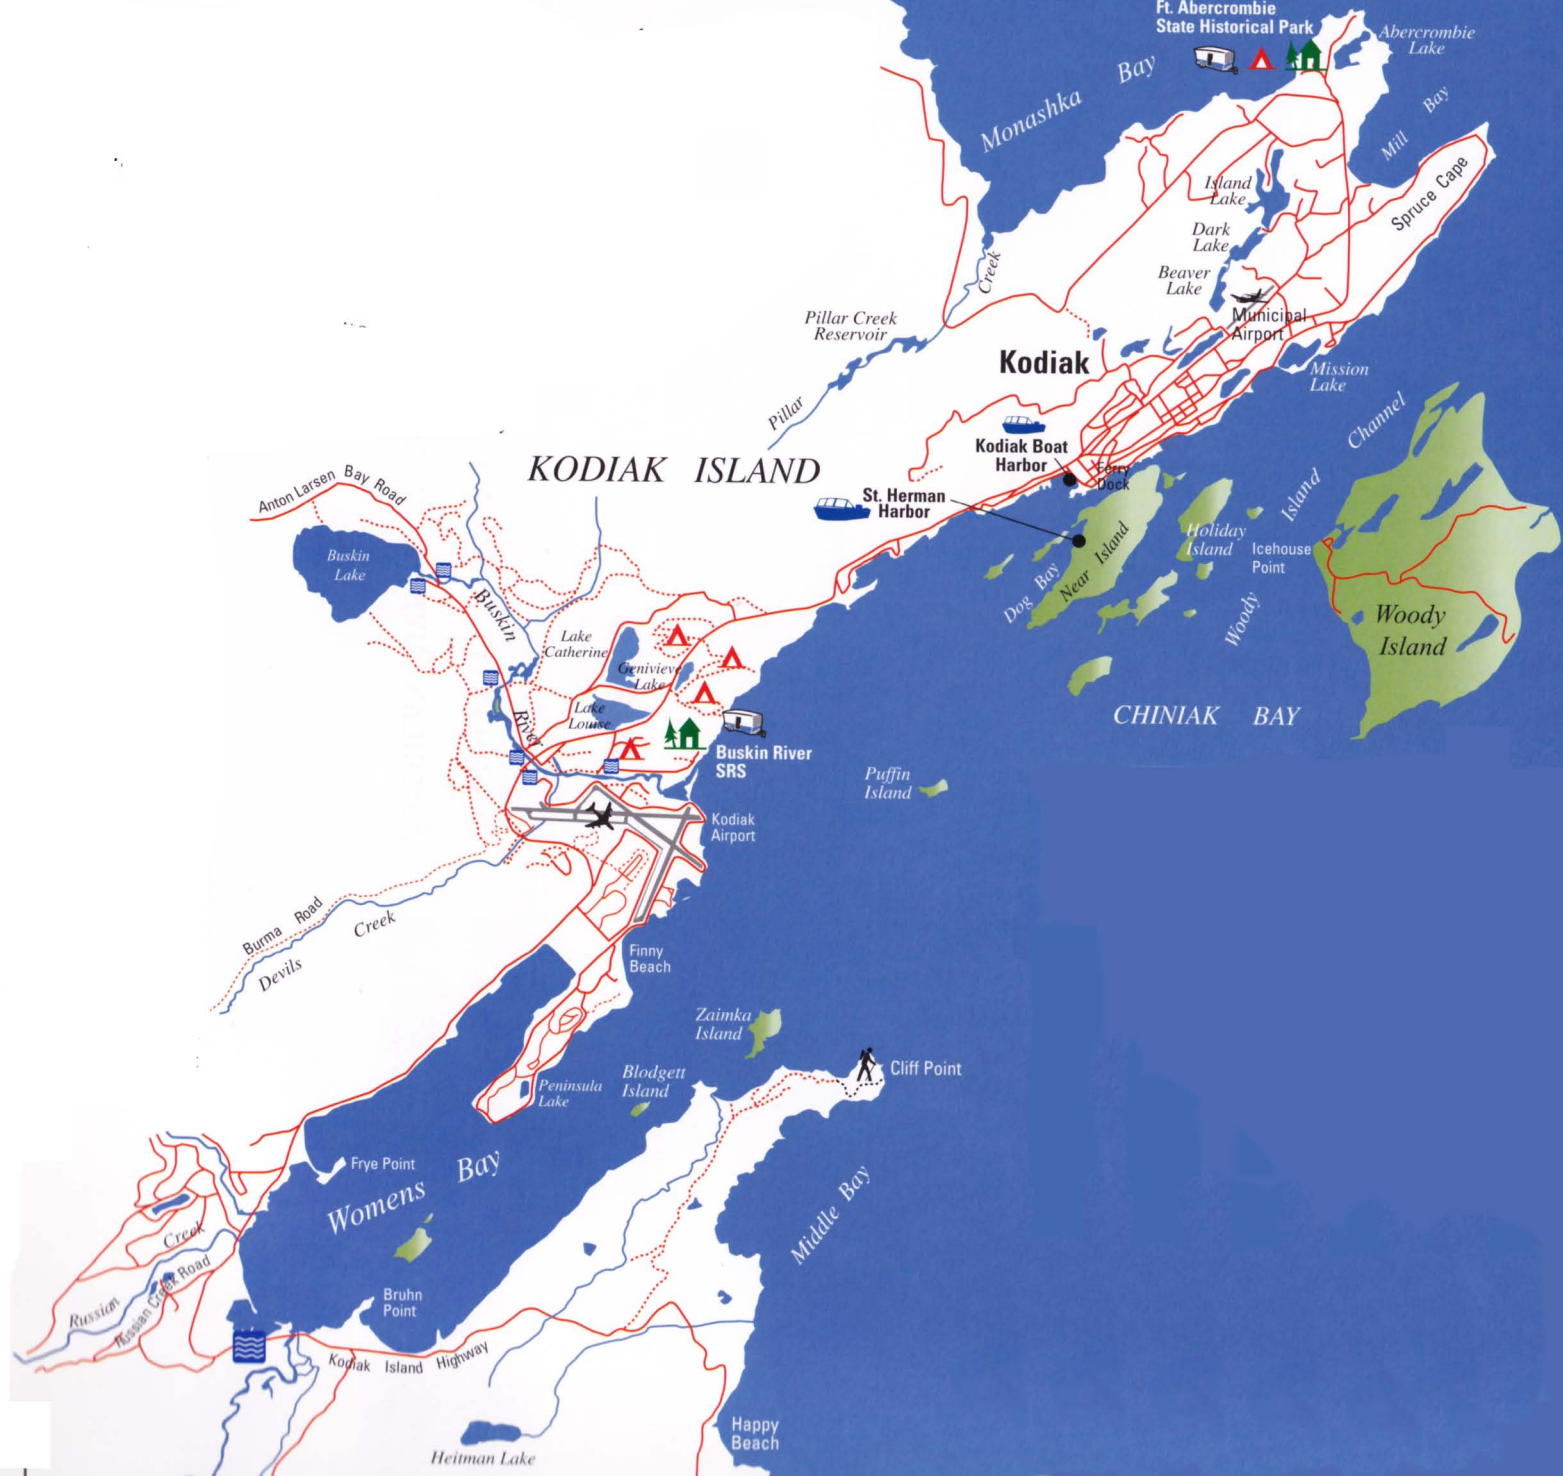 Ft. Abercrombie
State Historical Park
Abercrombie
Lake
Monashka Bay
Mill Bay
Spruce Cape
Island
Lake
Dark
Lake
Beaver
Lake
Municipal
Airport
Creek
Pillar Creek
Reservoir
Pillar
Kodiak
Mission
Lake
Channel
Island
Woody
Kodiak Boat
Harbor
Ferry
Dock
KODIAK ISLAND
St. Herman
Harbor
Anton Larsen Bay Road
Buskin
Lake
Buskin
River
Dog Bay
Near Island
Holiday
Island
Icehouse
Point
Woody
Island
CHINIAK BAY
Lake
Catherine
Genivieve
Lake
Lake
Louise
Buskin River
SRS
Puffin
Island
Kodiak
Airport
Burma Road
Devils Creek
Finny
Beach
Zaimka
Island
Blodgett
Island
Peninsula
Lake
Cliff Point
Frye Point
Womens Bay
Middle Bay
Creek
Russian
Russian Creek Road
Bruhn
Point
Kodiak Island Highway
Happy
Beach
Heitman Lake